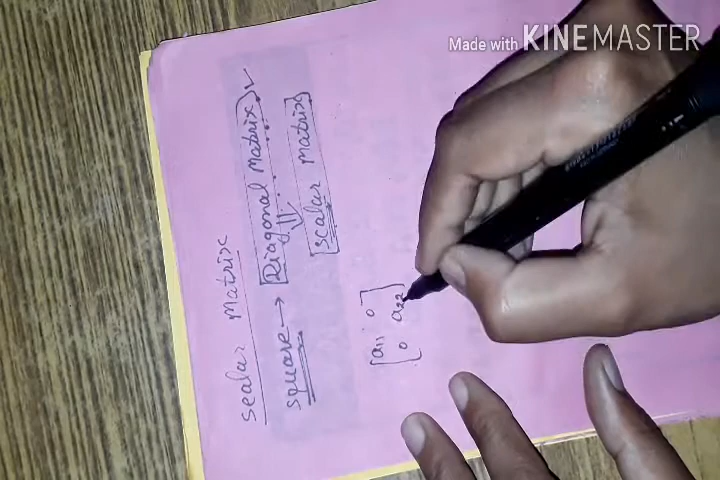 Scalar Matrix
square → [Diagonal Matrix] ✓
⇓
[Scalar Matrix]
[a₁₁ 0
0 a₂₂]
Made with KINEMASTER